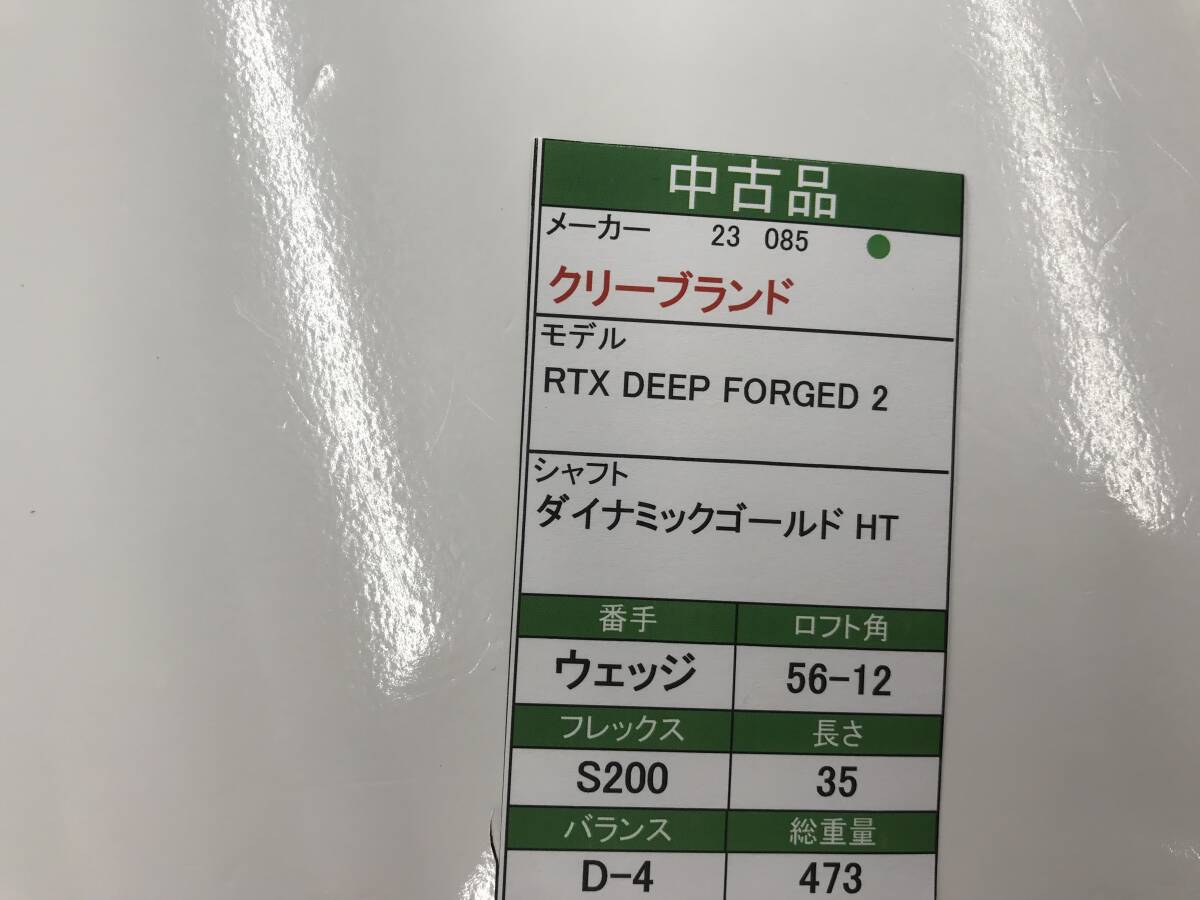 中古品
メーカー 23 085
クリーブランド
モデル
RTX DEEP FORGED 2
シャフト
ダイナミックゴールド HT
番手 ロフト角
ウェッジ 56-12
フレックス 長さ
S200 35
バランス 総重量
D-4 473